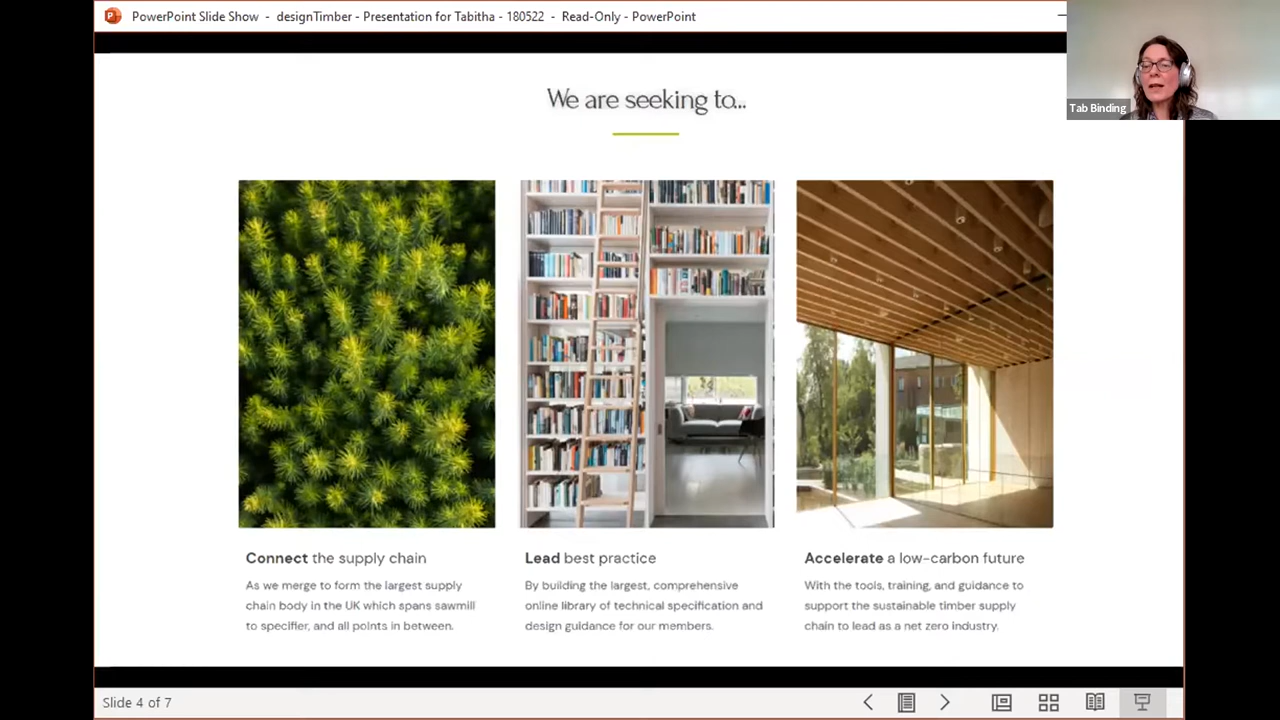 PowerPoint Slide Show - designTimber - Presentation for Tabitha - 180522 - Read-Only - PowerPoint
Tab Binding
We are seeking to...
Connect the supply chain
As we merge to form the largest supply
chain body in the UK which spans sawmill
to specifier, and all points in between.
Lead best practice
By building the largest, comprehensive
online library of technical specification and
design guidance for our members.
Accelerate a low-carbon future
With the tools, training, and guidance to
support the sustainable timber supply
chain to lead as a net zero industry.
Slide 4 of 7